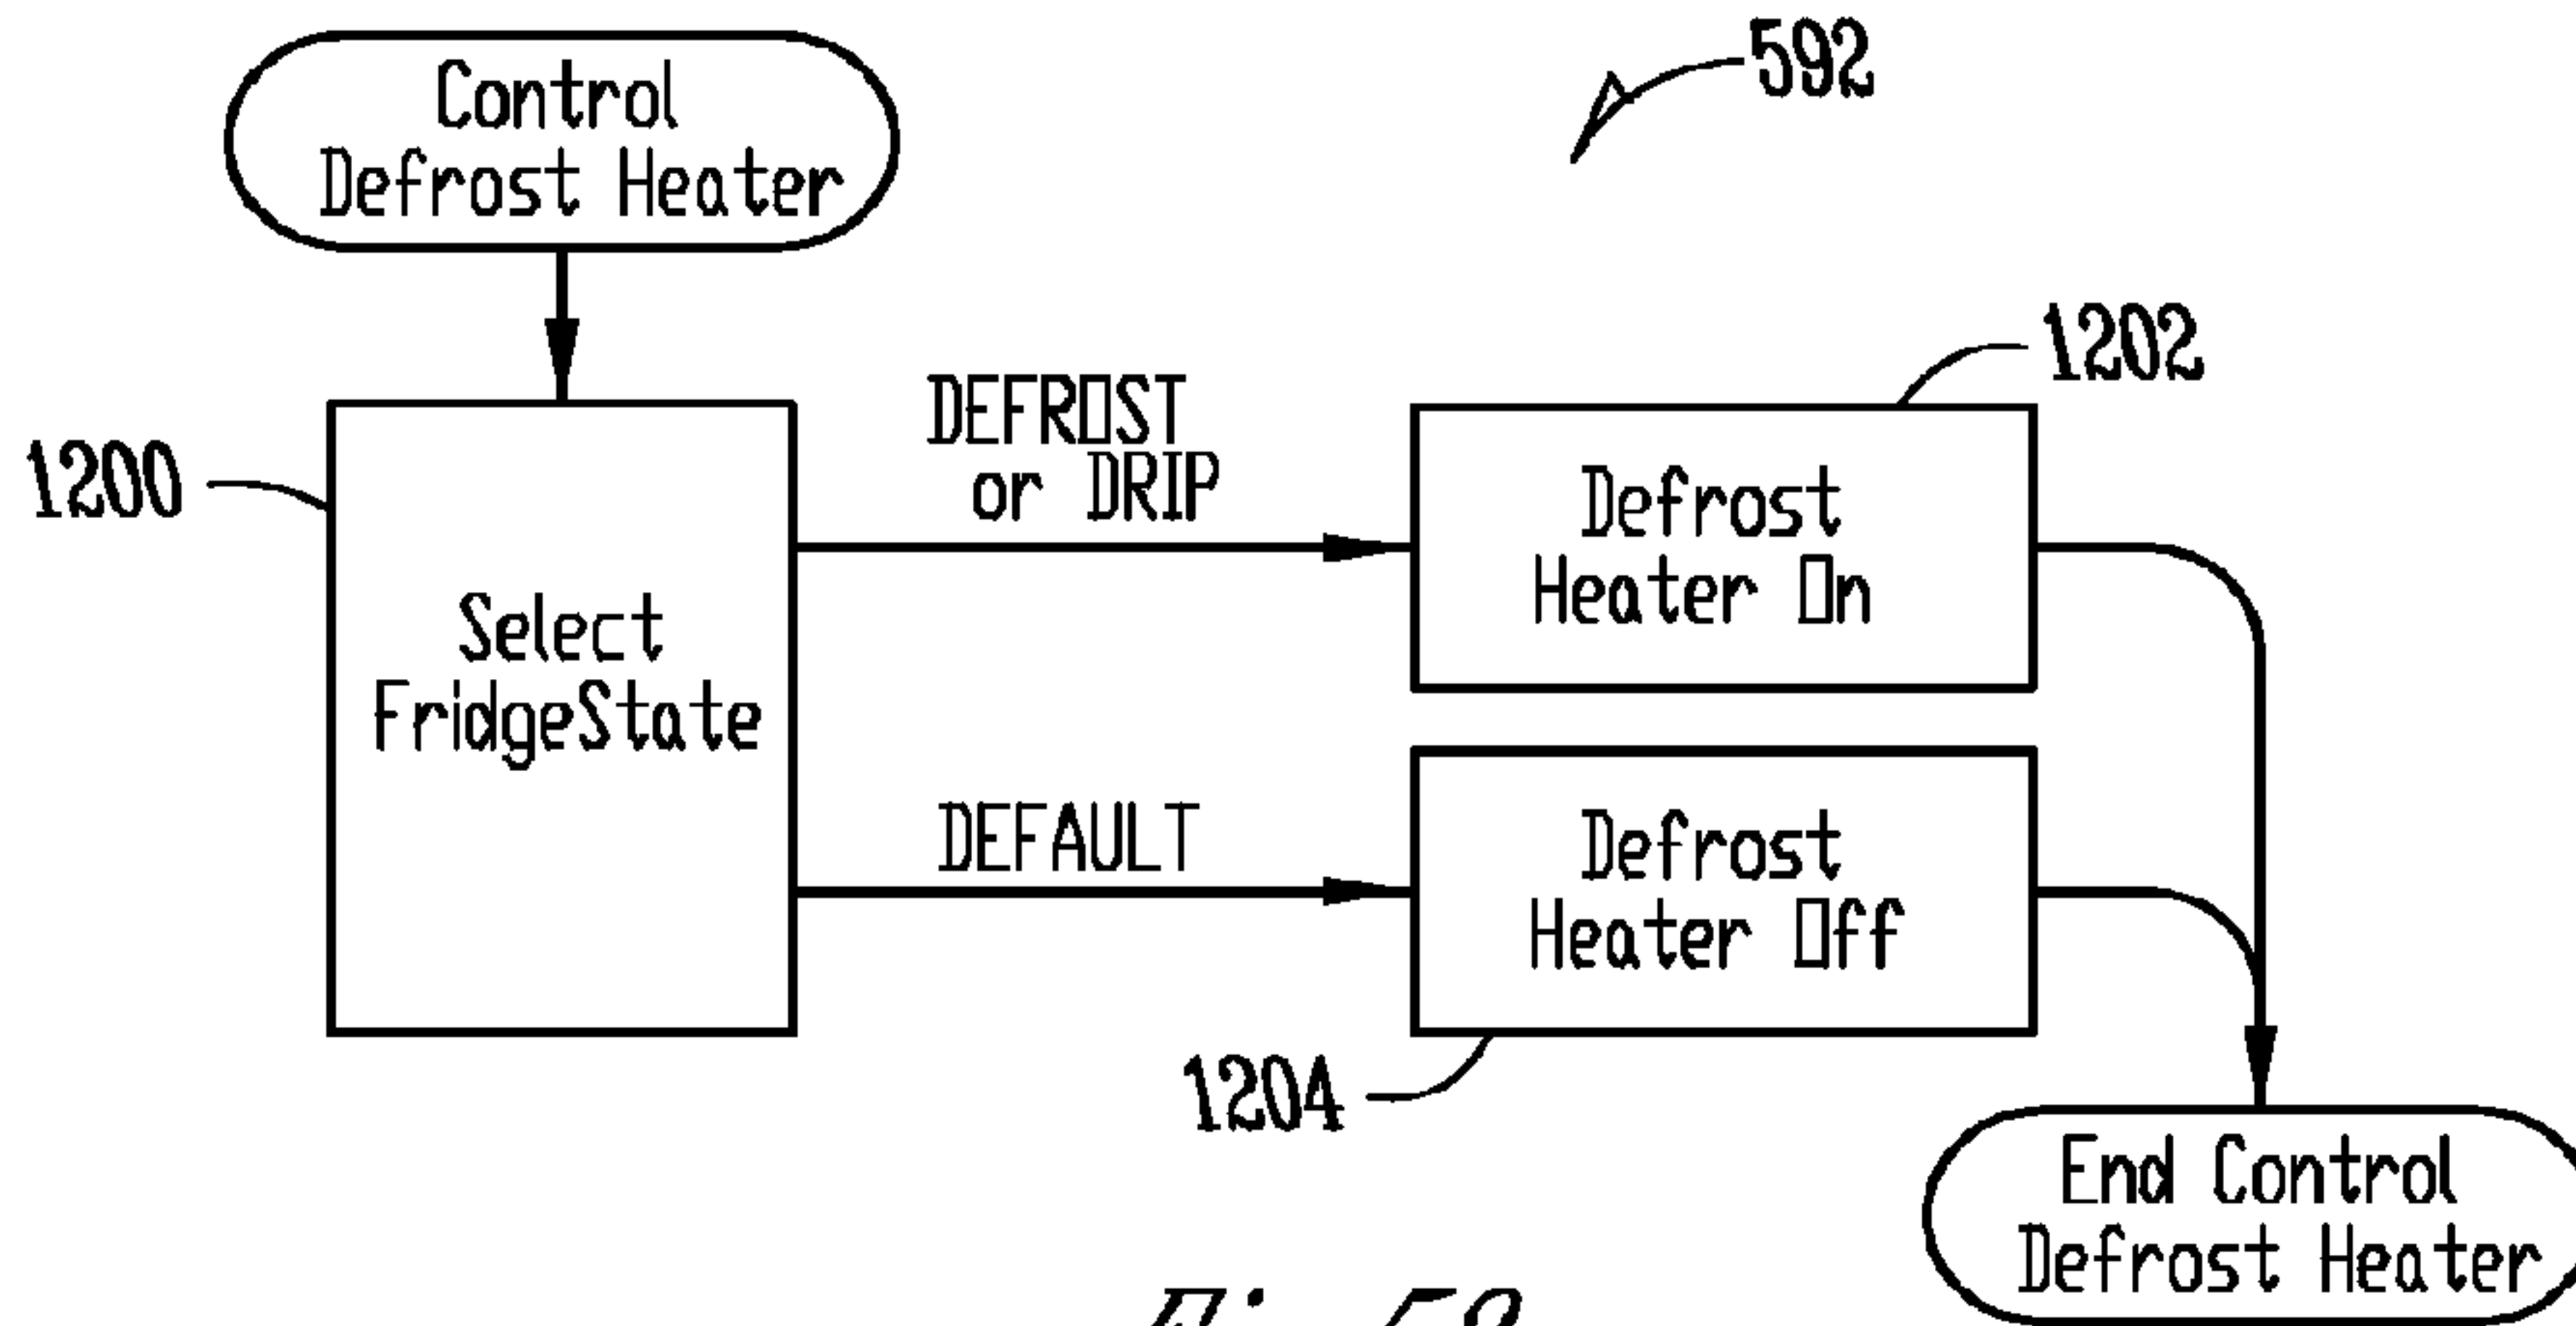 Control
Defrost Heater
592
1200
Select
FridgeState
DEFROST
or DRIP
1202
Defrost
Heater On
DEFAULT
Defrost
Heater Off
1204
End Control
Defrost Heater